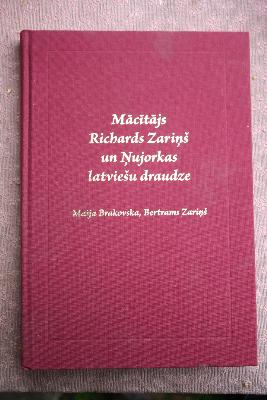 Mācītājs
Richards Zariņš
un Ņujorkas
latviešu draudze
Maija Brakovska, Bertrams Zariņš